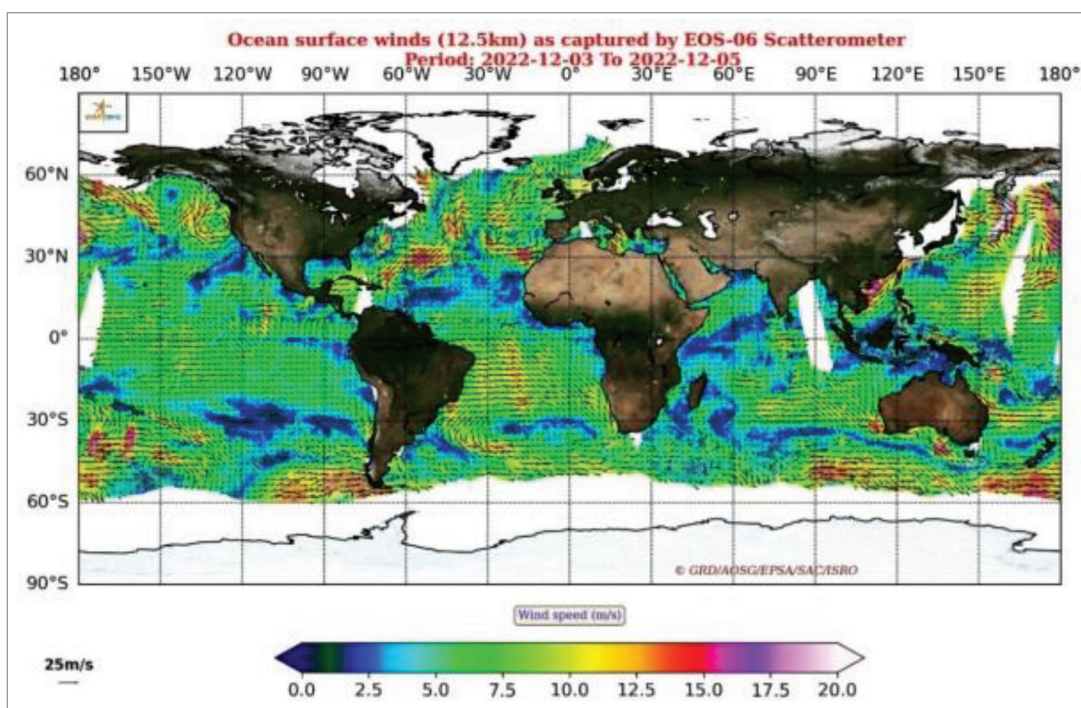 Ocean surface winds (12.5km) as captured by EOS-06 Scatterometer
Period: 2022-12-03 To 2022-12-05
180° 150°W 120°W 90°W 60°W 30°W 0° 30°E 60°E 90°E 120°E 150°E 180°
60°N
30°N
0°
30°S
60°S
90°S
© GRD/AOSG/EPSA/SAC/ISRO
Wind speed (m/s)
25m/s
0.0 2.5 5.0 7.5 10.0 12.5 15.0 17.5 20.0